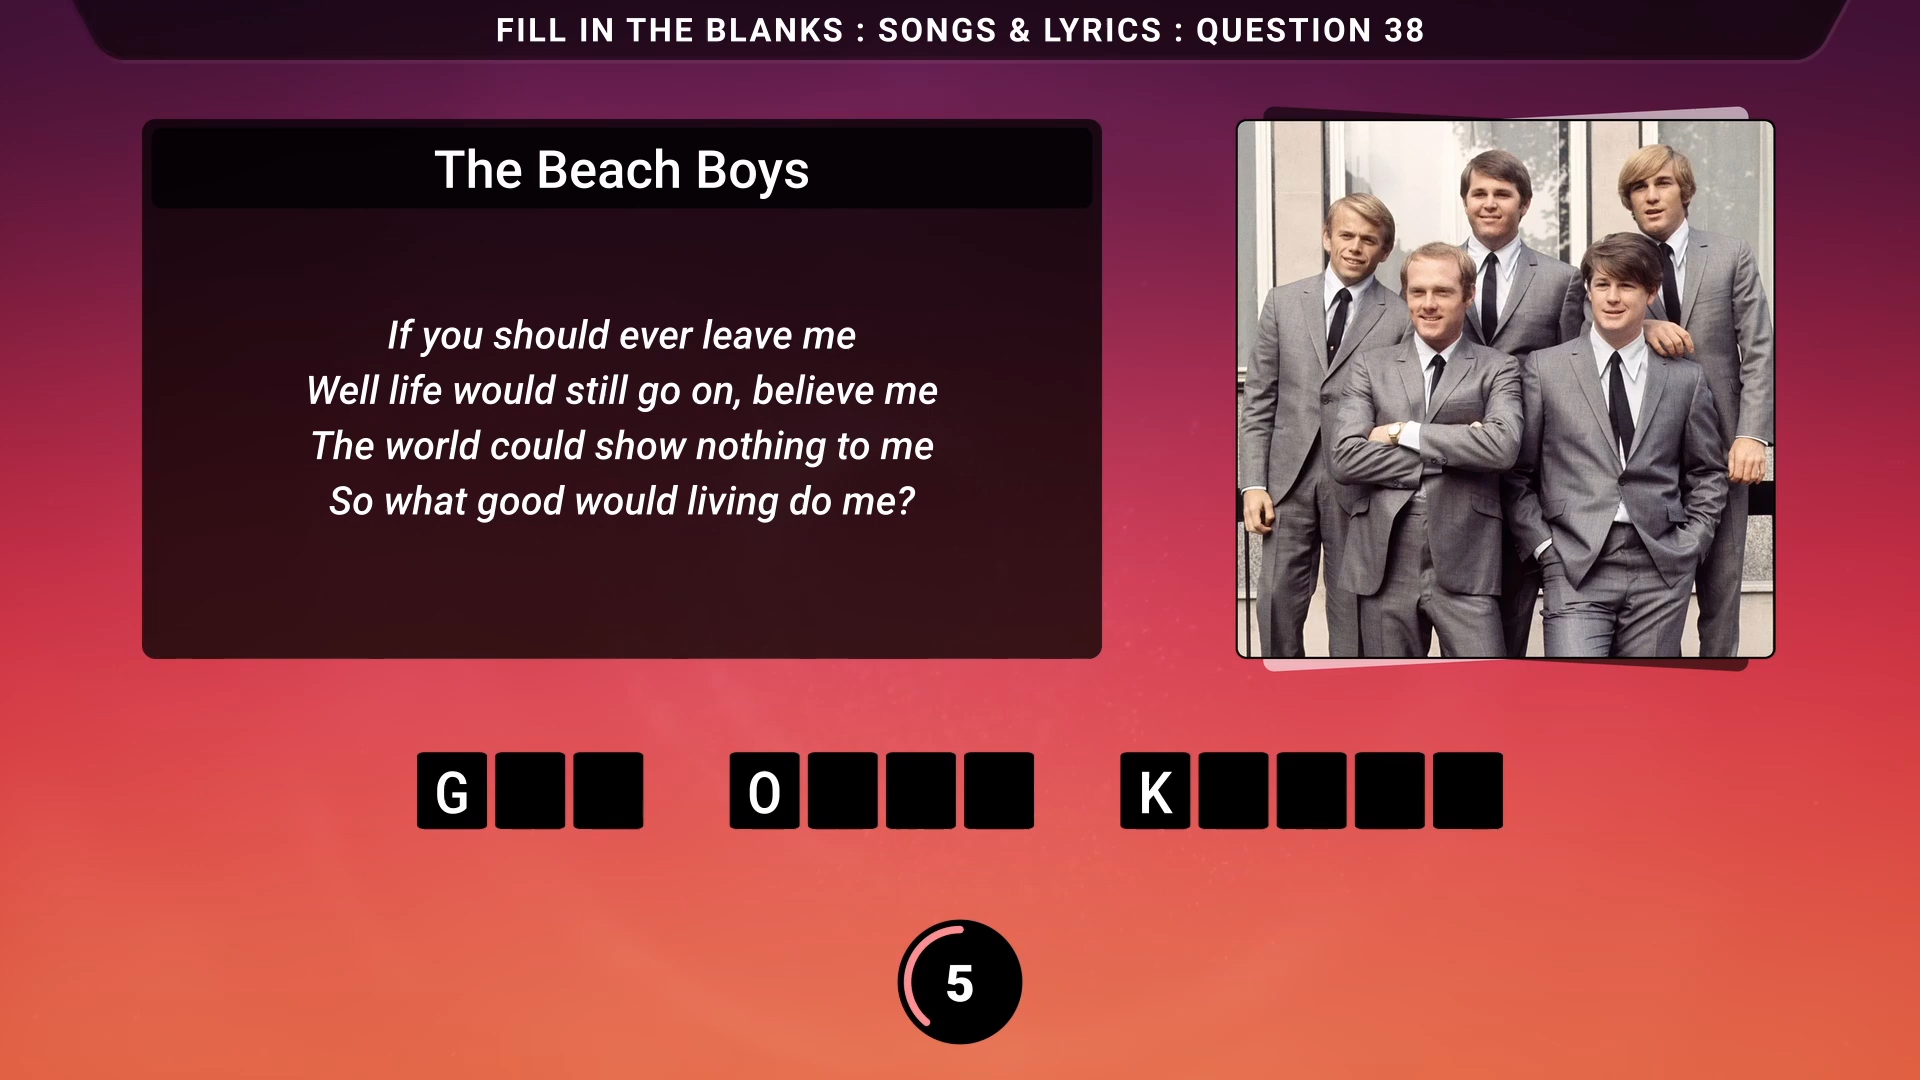 FILL IN THE BLANKS : SONGS & LYRICS : QUESTION 38
The Beach Boys
If you should ever leave me
Well life would still go on, believe me
The world could show nothing to me
So what good would living do me?
G O K
5